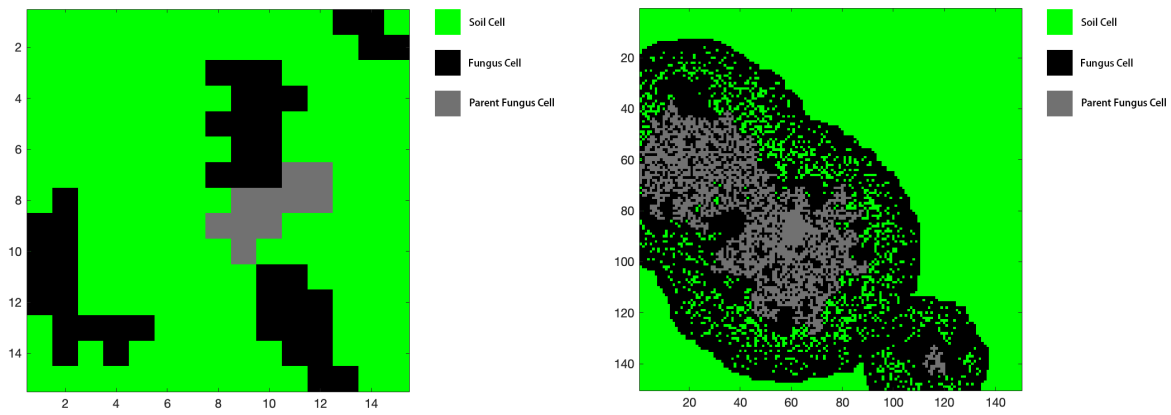 2
4
6
8
10
12
14
2 4 6 8 10 12 14
Soil Cell
Fungus Cell
Parent Fungus Cell
20
40
60
80
100
120
140
20 40 60 80 100 120 140
Soil Cell
Fungus Cell
Parent Fungus Cell